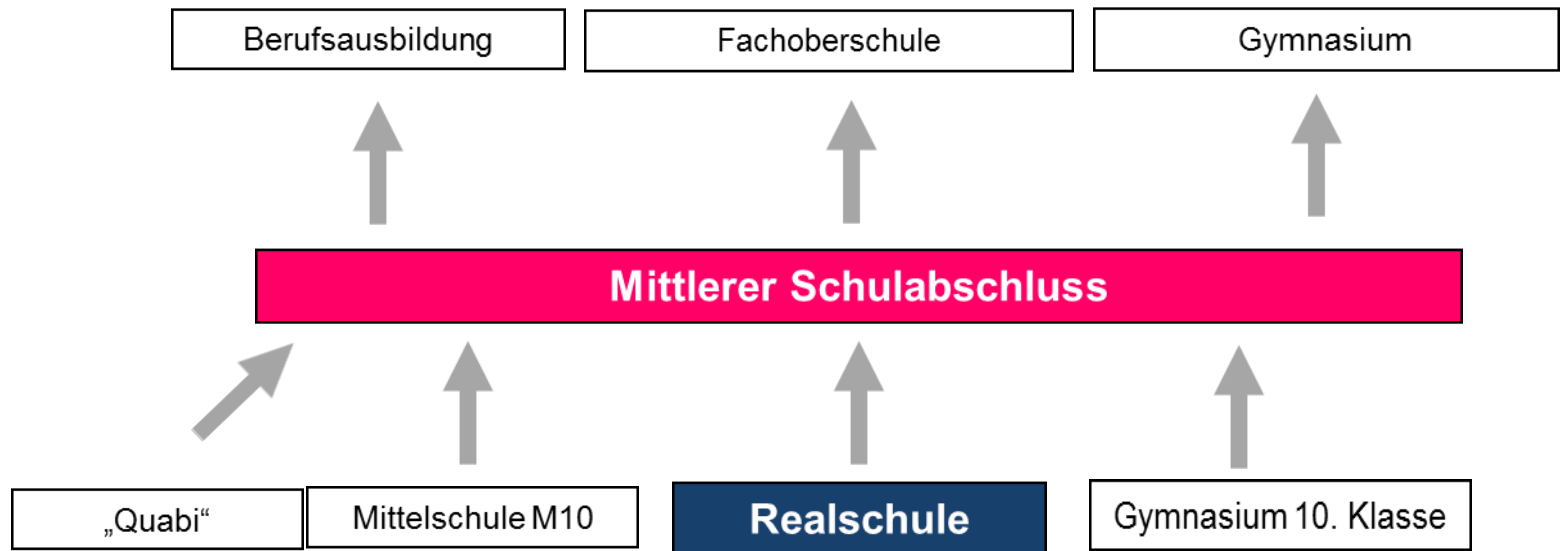 Berufsausbildung
Fachoberschule
Gymnasium
Mittlerer Schulabschluss
„Quabi“
Mittelschule M10
Realschule
Gymnasium 10. Klasse